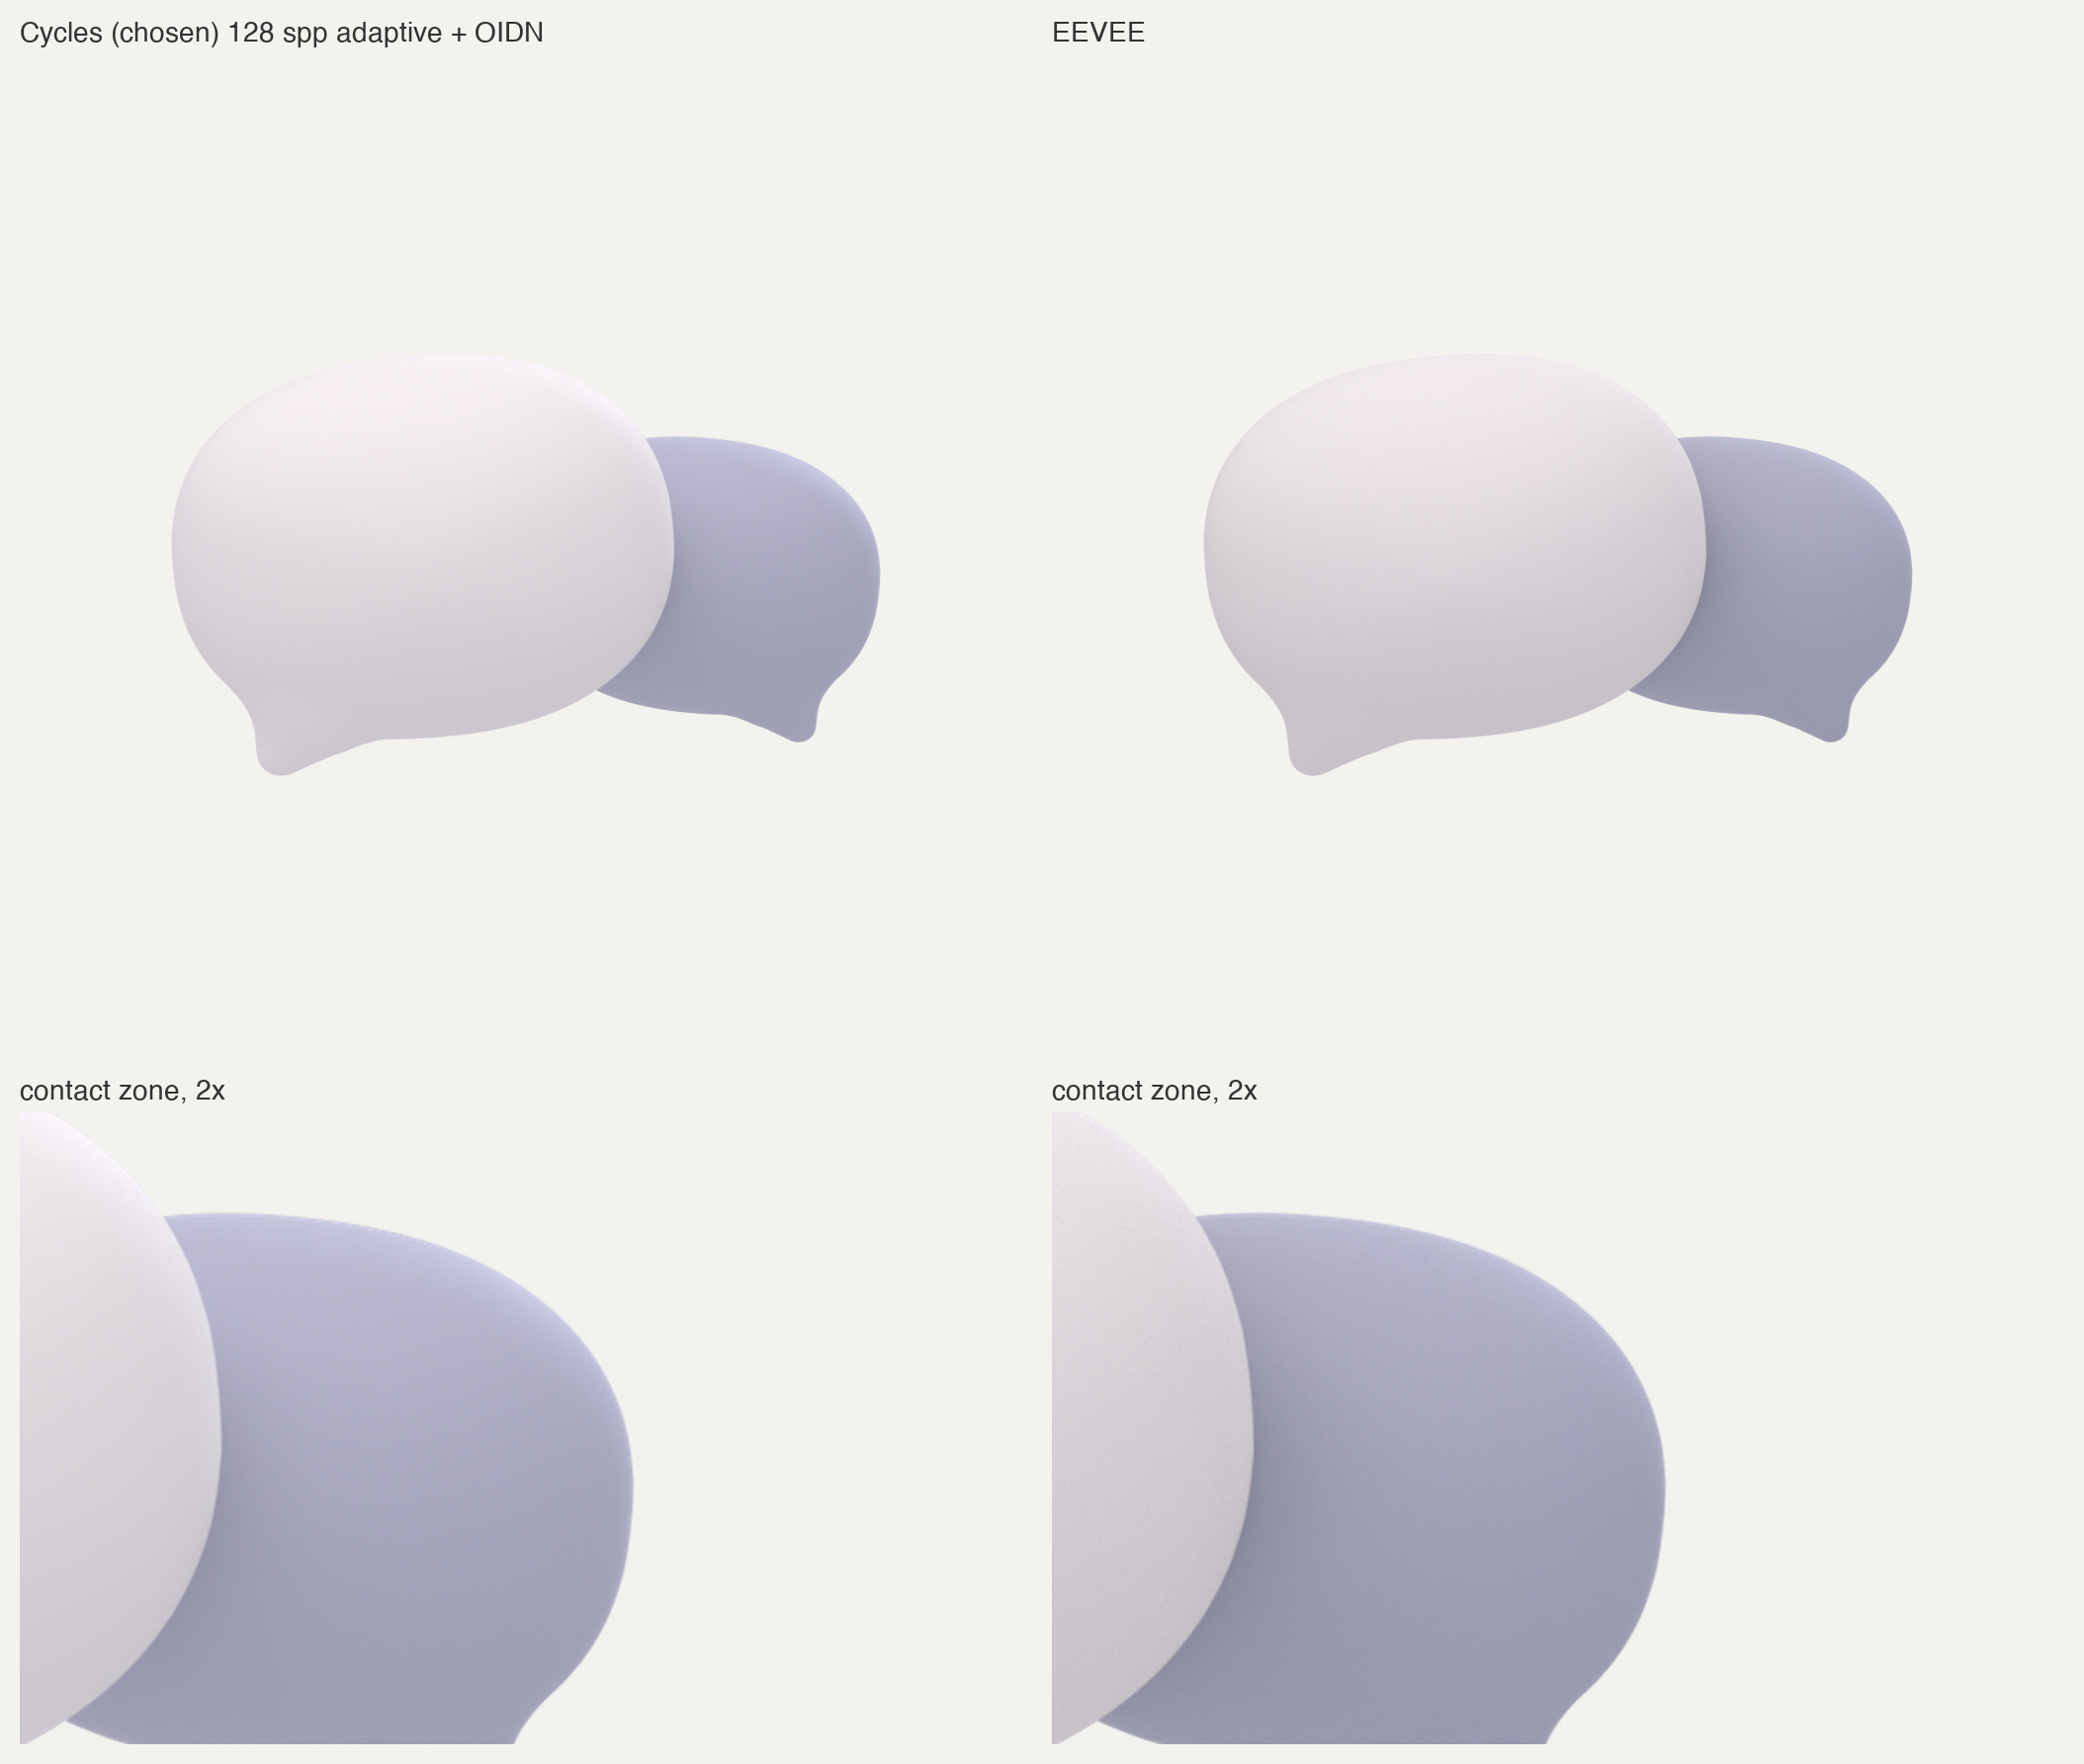 Cycles (chosen) 128 spp adaptive + OIDN
EEVEE
contact zone, 2x
contact zone, 2x